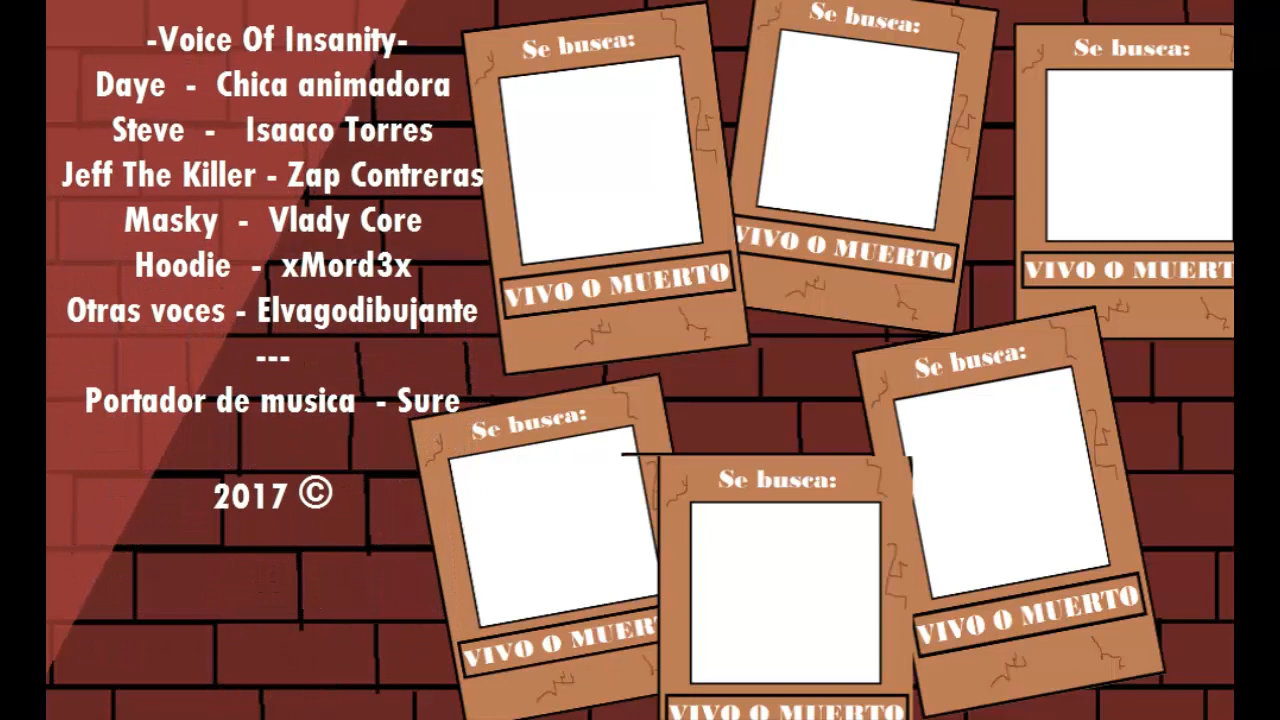 -Voice Of Insanity-
Daye - Chica animadora
Steve - Isaaco Torres
Jeff The Killer - Zap Contreras
Masky - Vlady Core
Hoodie - xMord3x
Otras voces - Elvagodibujante
---
Portador de musica - Sure
2017 ©
Se busca:
VIVO O MUERTO
Se busca:
VIVO O MUERTO
Se busca:
VIVO O MUERT
Se busca:
VIVO O MUER
Se busca:
VIVO O MUERTO
Se busca:
VIVO O MUERTO